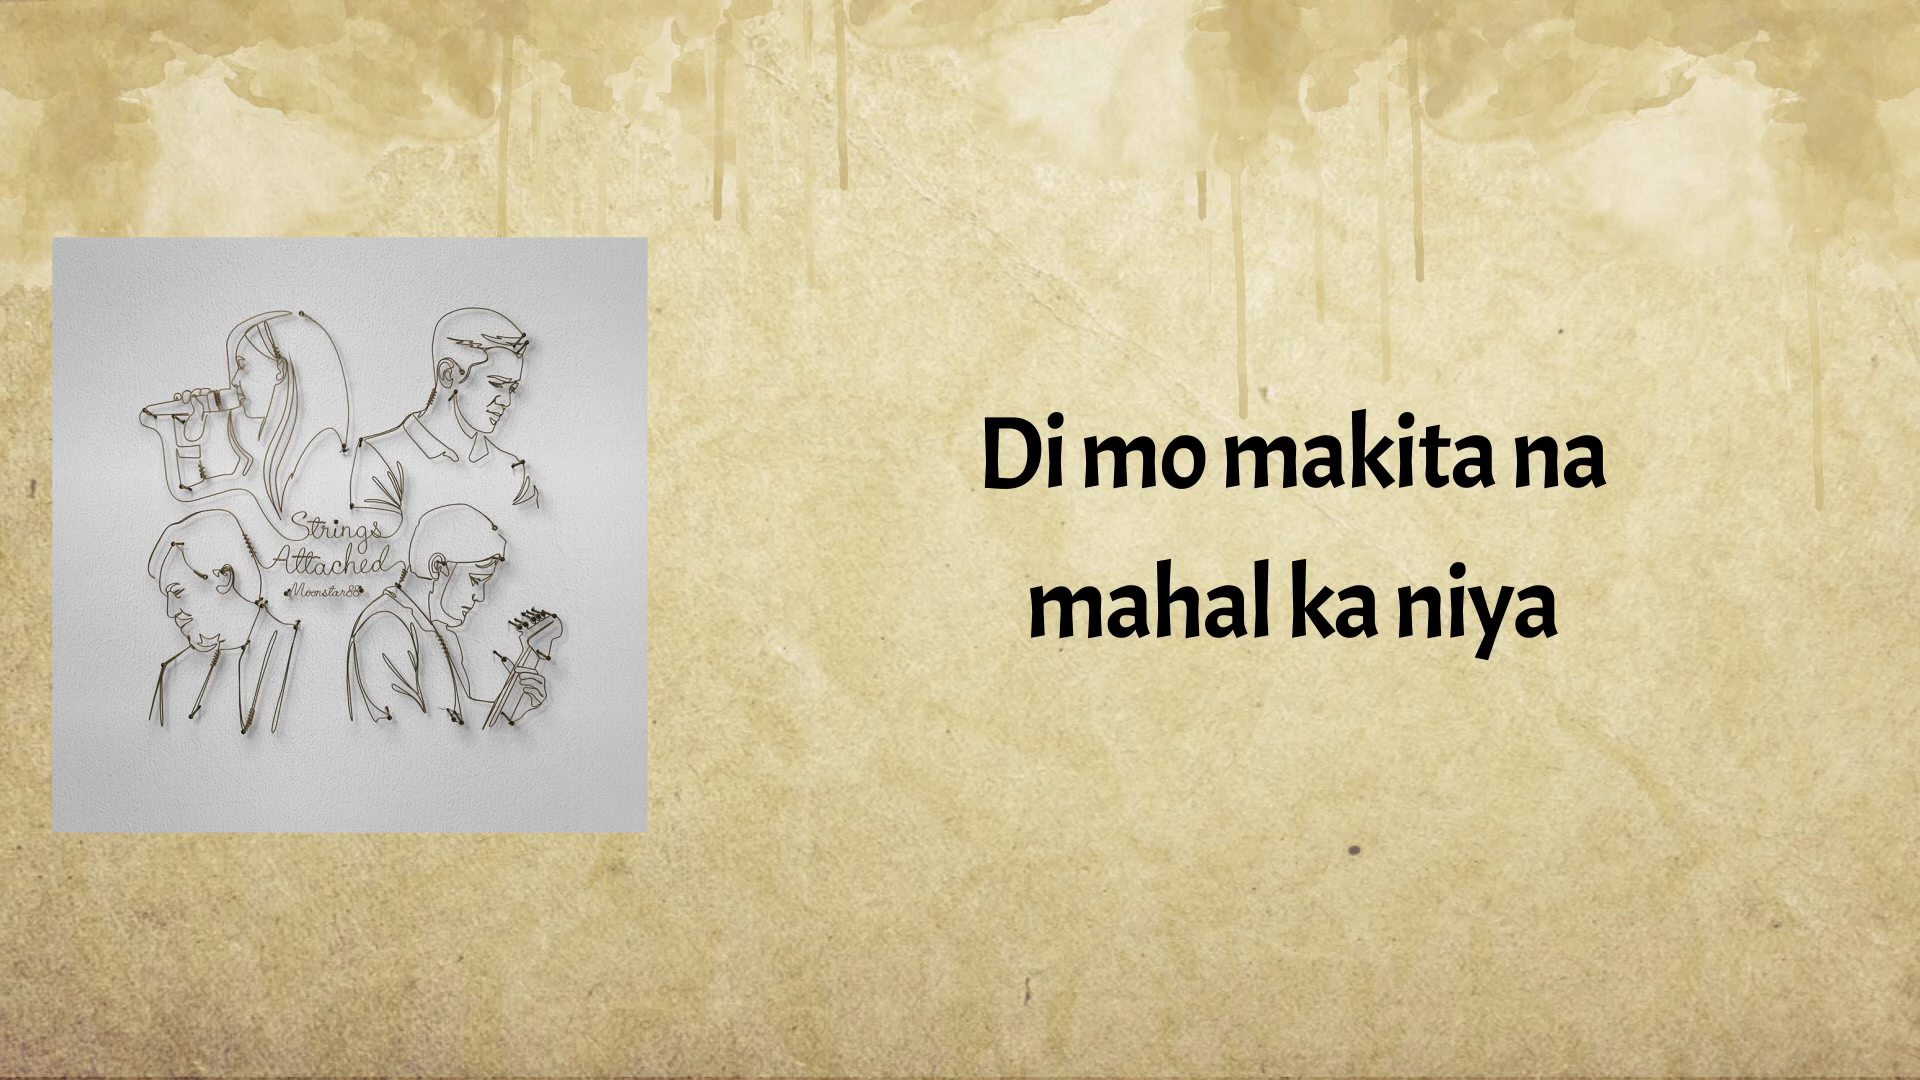 Strings
Attached
Moonstar88
Di mo makita na
mahal ka niya